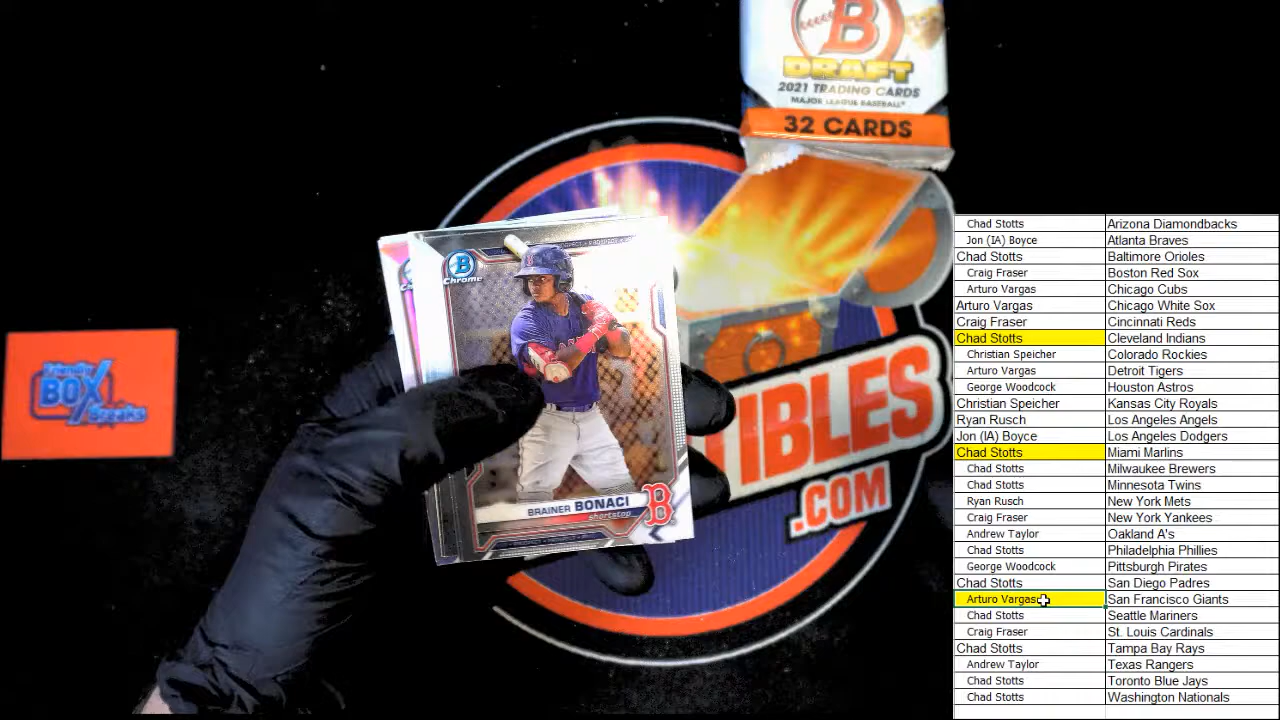 B
DRAFT
2021 TRADING CARDS
MAJOR LEAGUE BASEBALL
32 CARDS
B
Chrome
BRAINER BONACI
shortstop
B
BOX
Breaks
IBLES
.COM
Chad Stotts Arizona Diamondbacks
Jon (IA) Boyce Atlanta Braves
Chad Stotts Baltimore Orioles
Craig Fraser Boston Red Sox
Arturo Vargas Chicago Cubs
Arturo Vargas Chicago White Sox
Craig Fraser Cincinnati Reds
Chad Stotts Cleveland Indians
Christian Speicher Colorado Rockies
Arturo Vargas Detroit Tigers
George Woodcock Houston Astros
Christian Speicher Kansas City Royals
Ryan Rusch Los Angeles Angels
Jon (IA) Boyce Los Angeles Dodgers
Chad Stotts Miami Marlins
Chad Stotts Milwaukee Brewers
Chad Stotts Minnesota Twins
Ryan Rusch New York Mets
Craig Fraser New York Yankees
Andrew Taylor Oakland A's
Chad Stotts Philadelphia Phillies
George Woodcock Pittsburgh Pirates
Chad Stotts San Diego Padres
Arturo Vargas San Francisco Giants
Chad Stotts Seattle Mariners
Craig Fraser St. Louis Cardinals
Chad Stotts Tampa Bay Rays
Andrew Taylor Texas Rangers
Chad Stotts Toronto Blue Jays
Chad Stotts Washington Nationals